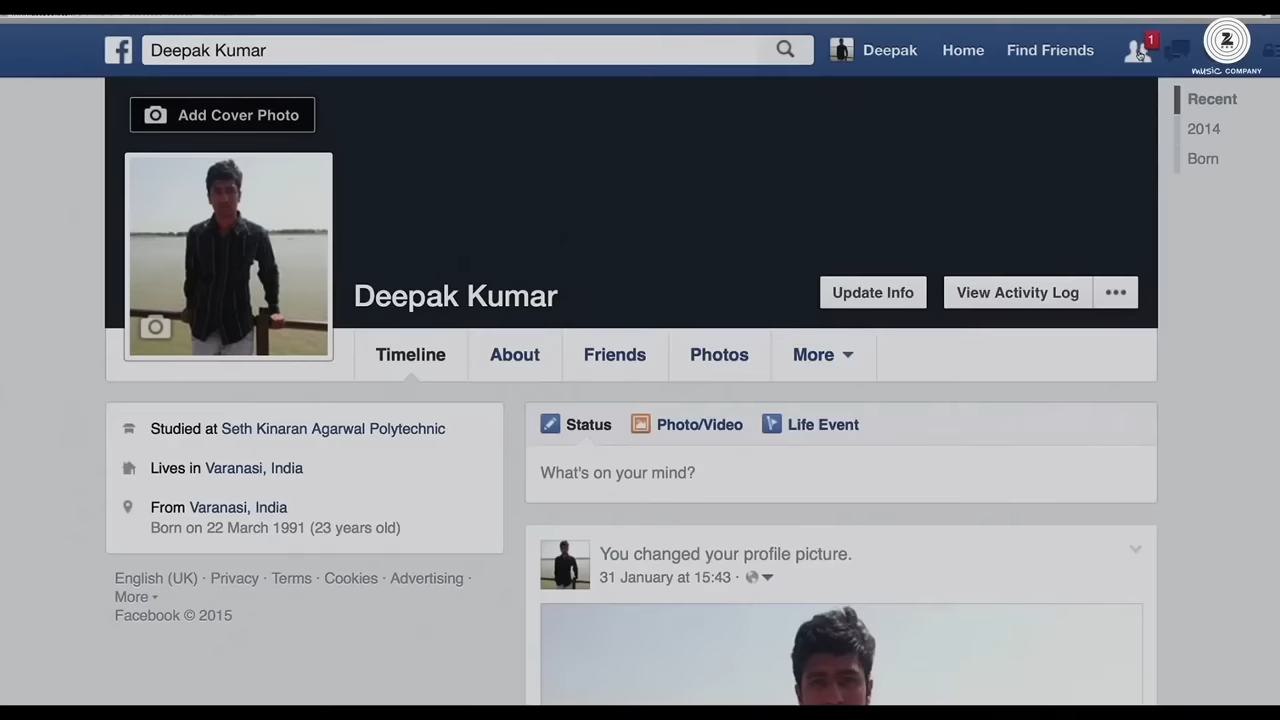 Deepak Kumar
Deepak
Home
Find Friends
1
Z
music COMPANY
Add Cover Photo
Recent
2014
Born
Deepak Kumar
Update Info
View Activity Log
Timeline
About
Friends
Photos
More
Studied at Seth Kinaran Agarwal Polytechnic
Lives in Varanasi, India
From Varanasi, India
Born on 22 March 1991 (23 years old)
English (UK) · Privacy · Terms · Cookies · Advertising ·
More
Facebook © 2015
Status
Photo/Video
Life Event
What's on your mind?
You changed your profile picture.
31 January at 15:43 ·